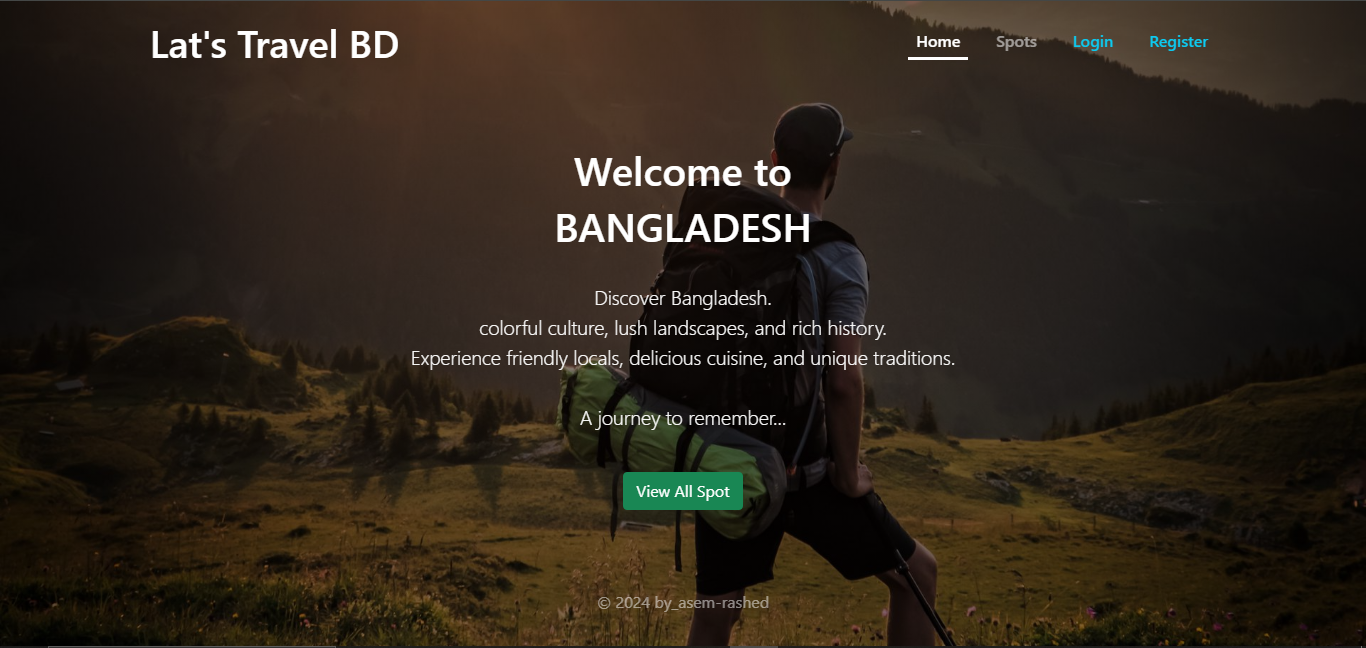 Lat's Travel BD
Home Spots Login Register
Welcome to
BANGLADESH
Discover Bangladesh.
colorful culture, lush landscapes, and rich history.
Experience friendly locals, delicious cuisine, and unique traditions.
A journey to remember...
View All Spot
© 2024 by_asem-rashed